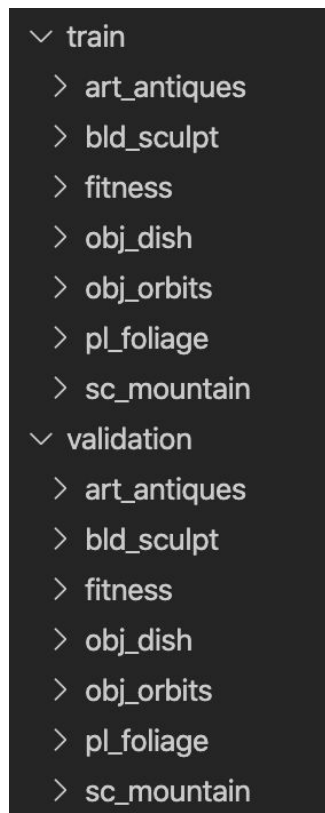 train
art_antiques
bld_sculpt
fitness
obj_dish
obj_orbits
pl_foliage
sc_mountain
validation
art_antiques
bld_sculpt
fitness
obj_dish
obj_orbits
pl_foliage
sc_mountain